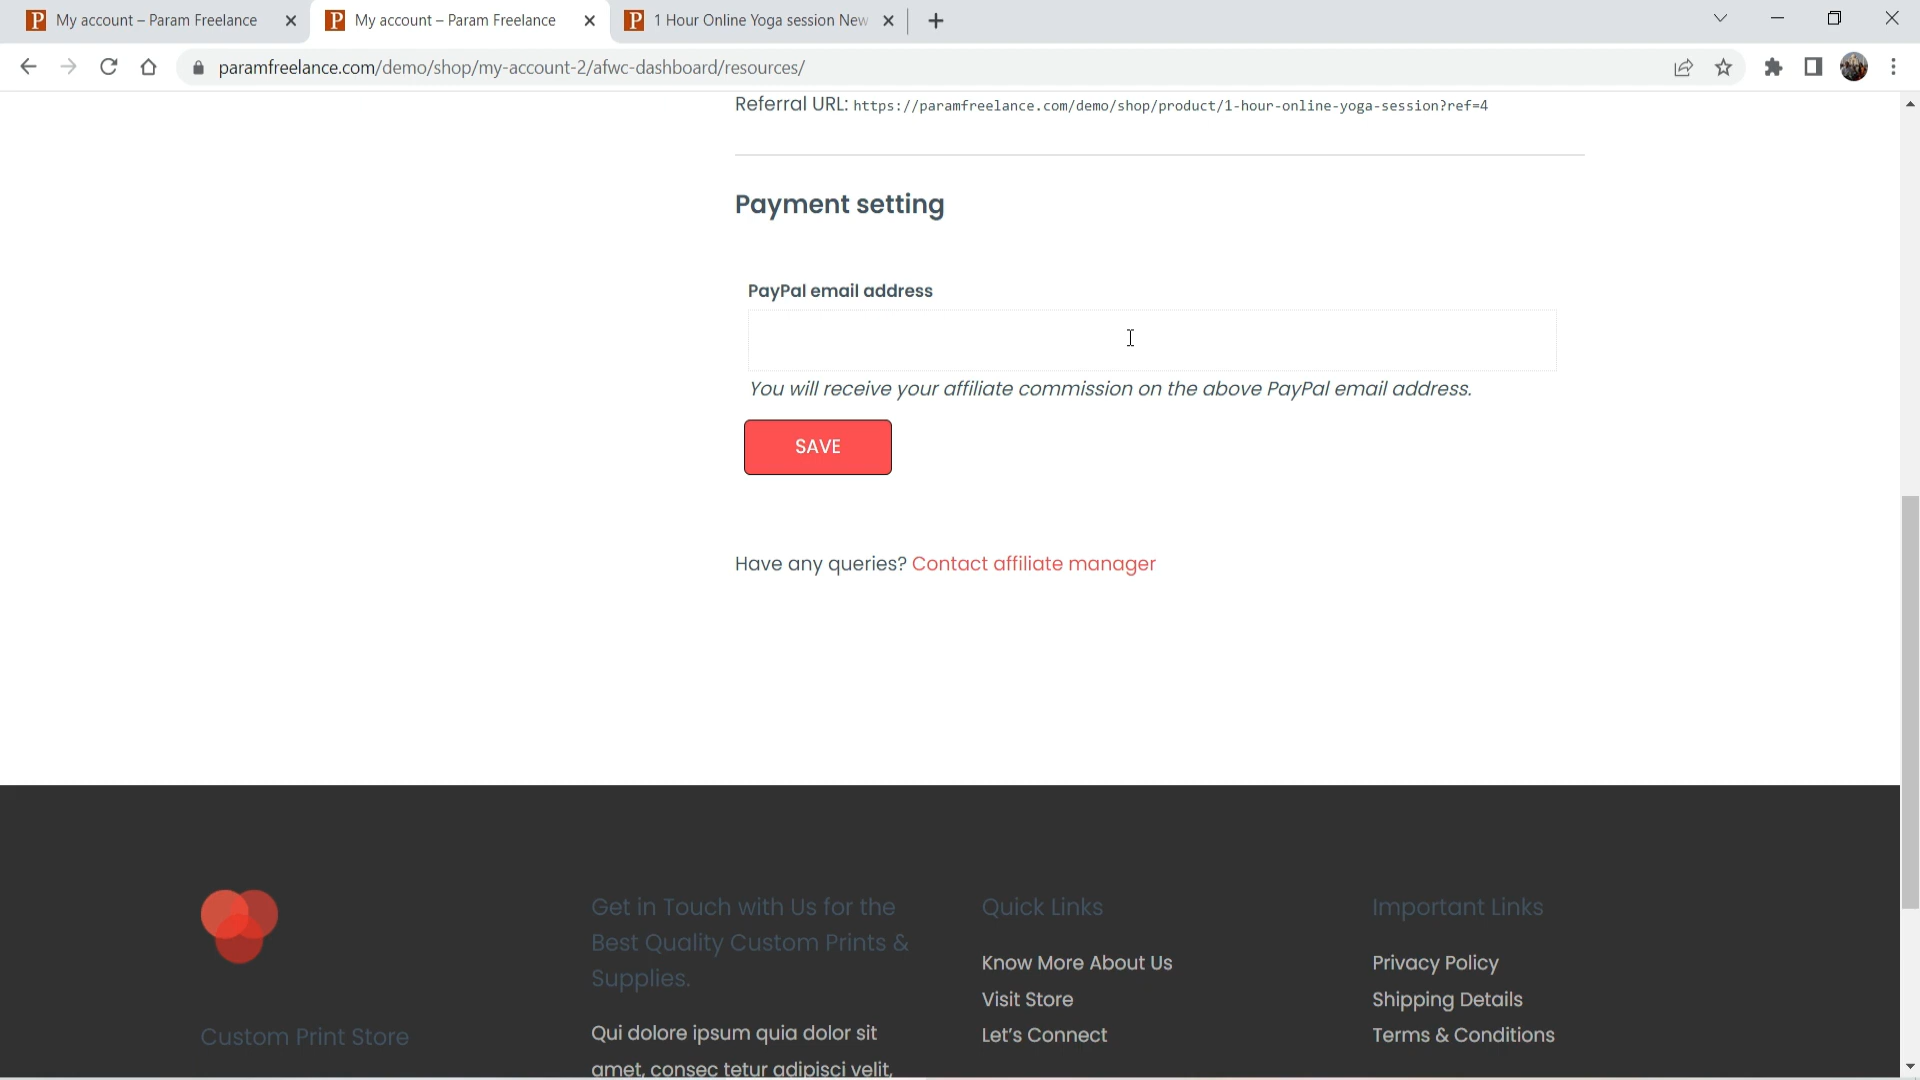 My account – Param Freelance
My account – Param Freelance
1 Hour Online Yoga session New
paramfreelance.com/demo/shop/my-account-2/afwc-dashboard/resources/
Referral URL: https://paramfreelance.com/demo/shop/product/1-hour-online-yoga-session?ref=4
Payment setting
PayPal email address
You will receive your affiliate commission on the above PayPal email address.
SAVE
Have any queries? Contact affiliate manager
Custom Print Store
Get in Touch with Us for the
Best Quality Custom Prints &
Supplies.
Qui dolore ipsum quia dolor sit
amet, consec tetur adipisci velit,
Quick Links
Know More About Us
Visit Store
Let's Connect
Important Links
Privacy Policy
Shipping Details
Terms & Conditions